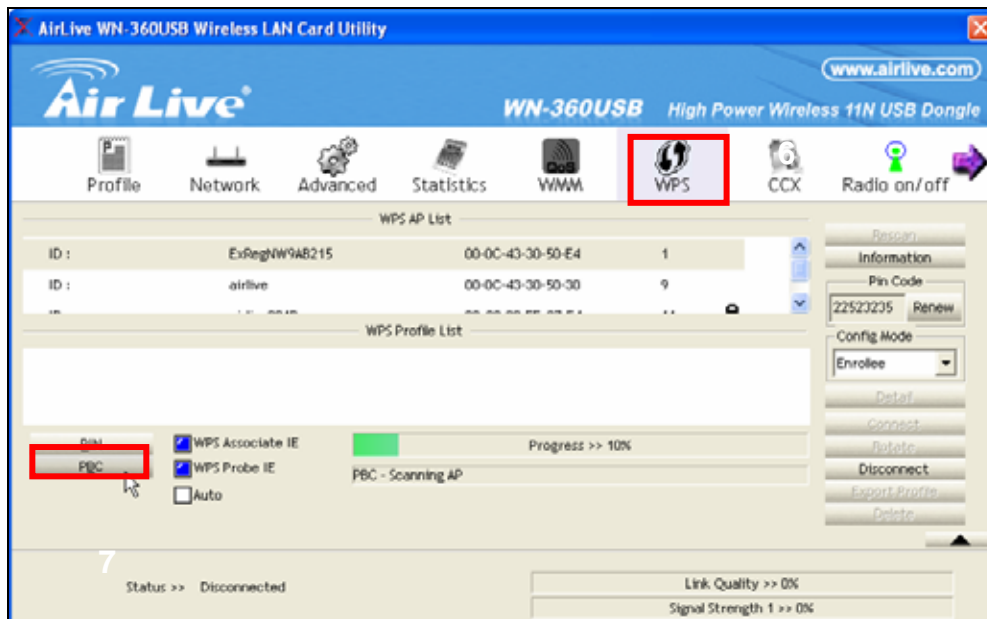 AirLive WN-360USB Wireless LAN Card Utility
www.airlive.com
Air Live®
WN-360USB High Power Wireless 11N USB Dongle
Profile Network Advanced Statistics QoS WMM WPS 6 CCX Radio on/off
WPS AP List
Rescan
ID : ExRegNW9AB215 00-0C-43-30-50-E4 1
Information
ID : airlive 00-0C-43-30-50-30 9
Pin Code
22523235 Renew
WPS Profile List
Config Mode
Enrollee
Detail
Connect
PIN WPS Associate IE Progress >> 10%
Rotate
PBC WPS Probe IE PBC - Scanning AP
Disconnect
Auto
Export Profile
Delete
7
Status >> Disconnected
Link Quality >> 0%
Signal Strength 1 >> 0%